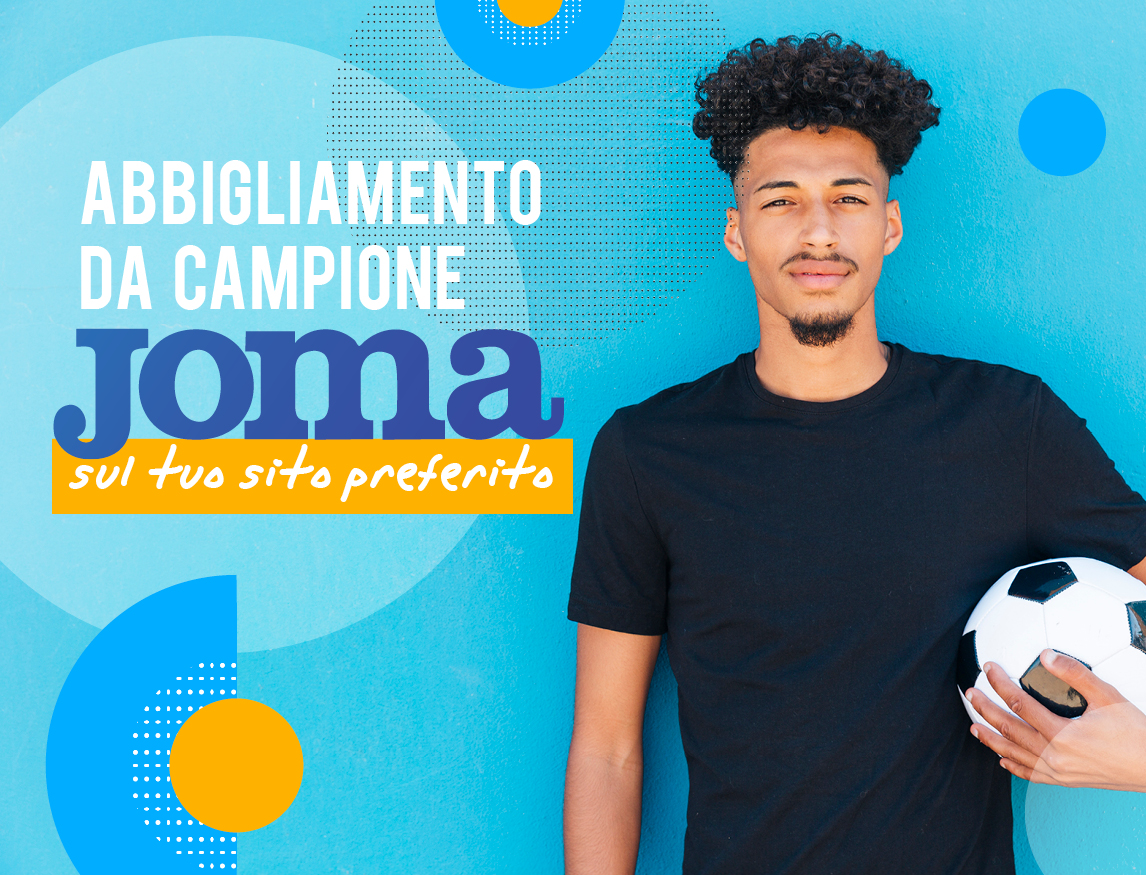 ABBIGLIAMENTO
DA CAMPIONE
Joma
sul tuo sito preferito